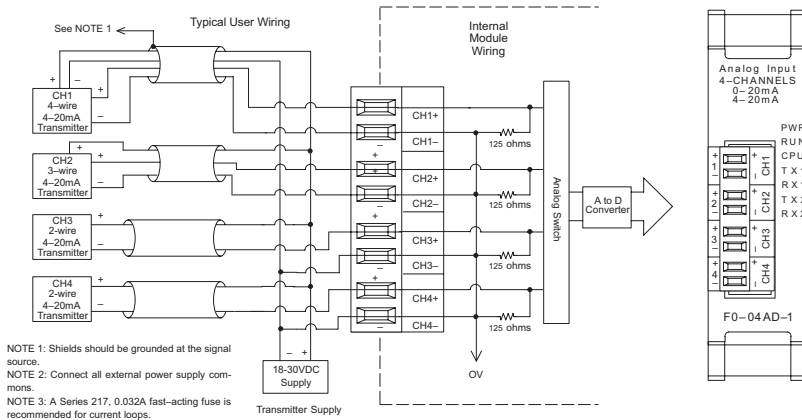 Typical User Wiring
See NOTE 1
Internal
Module
Wiring
+ –
CH1
4–wire
4–20mA
Transmitter
+
–
+
CH2
3–wire
4–20mA
Transmitter
+
–
CH3
2-wire
4–20mA
Transmitter
+
–
CH4
2-wire
4–20mA
Transmitter
+
–
CH1+
–
CH1–
125 ohms
+
+
CH2+
–
CH2–
125 ohms
+
CH3+
–
CH3–
125 ohms
+
CH4+
–
CH4–
125 ohms
Analog Switch
A to D
Converter
OV
– +
18-30VDC
Supply
Transmitter Supply
NOTE 1: Shields should be grounded at the signal
source.
NOTE 2: Connect all external power supply com-
mons.
NOTE 3: A Series 217, 0.032A fast–acting fuse is
recommended for current loops.
Analog Input
4–CHANNELS
0–20mA
4–20mA
PWR
RUN
CPU
TX1
RX1
TX2
RX2
+ 1 –
+ – CH1
+ 2 –
+ – CH2
+ 3 –
+ – CH3
+ 4 –
+ – CH4
F0–04AD–1